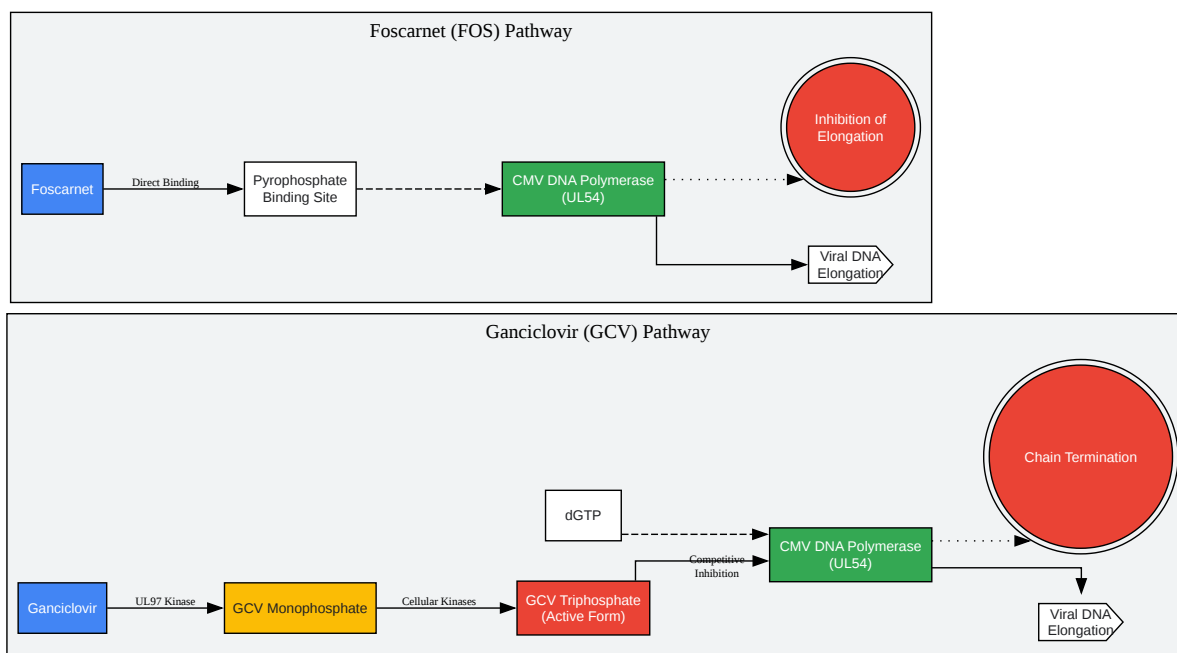 Foscarnet (FOS) Pathway
Inhibition of
Elongation
Foscarnet
Direct Binding
Pyrophosphate
Binding Site
CMV DNA Polymerase
(UL54)
Viral DNA
Elongation
Ganciclovir (GCV) Pathway
Chain Termination
dGTP
CMV DNA Polymerase
(UL54)
Competitive
Inhibition
Ganciclovir
UL97 Kinase
GCV Monophosphate
Cellular Kinases
GCV Triphosphate
(Active Form)
Viral DNA
Elongation